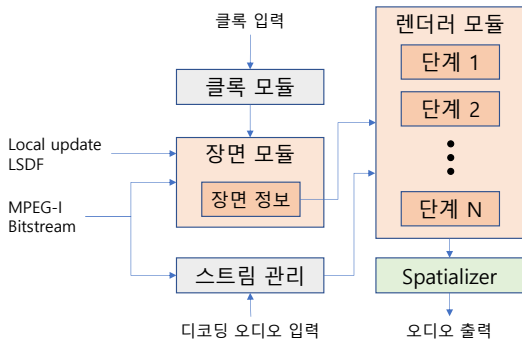 클록 입력
클록 모듈
Local update
LSDF
장면 모듈
장면 정보
MPEG-I
Bitstream
스트림 관리
디코딩 오디오 입력
렌더러 모듈
단계 1
단계 2
단계 N
Spatializer
오디오 출력